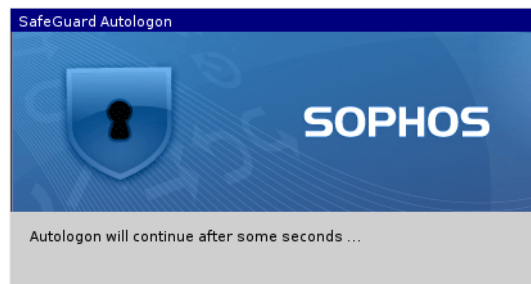 SafeGuard Autologon
SOPHOS
Autologon will continue after some seconds ...